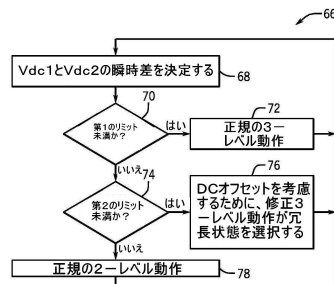 66
Vdc1とVdc2の瞬時差を決定する
68
70
第1のリミット
未満か?
はい
72
正規の3ー
レベル動作
いいえ
74
第2のリミット
未満か?
はい
76
DCオフセットを考慮
するために、修正3
ーレベル動作が冗
長状態を選択する
いいえ
正規の2ーレベル動作
78